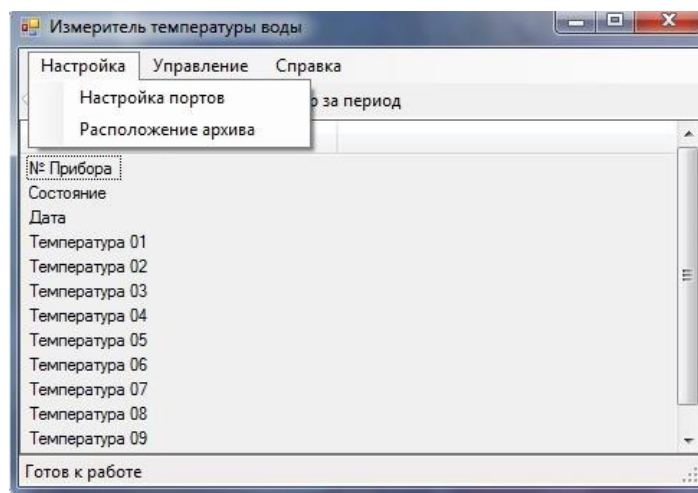 Измеритель температуры воды
Настройка Управление Справка
Настройка портов
за период
Расположение архива
№ Прибора
Состояние
Дата
Температура 01
Температура 02
Температура 03
Температура 04
Температура 05
Температура 06
Температура 07
Температура 08
Температура 09
Готов к работе